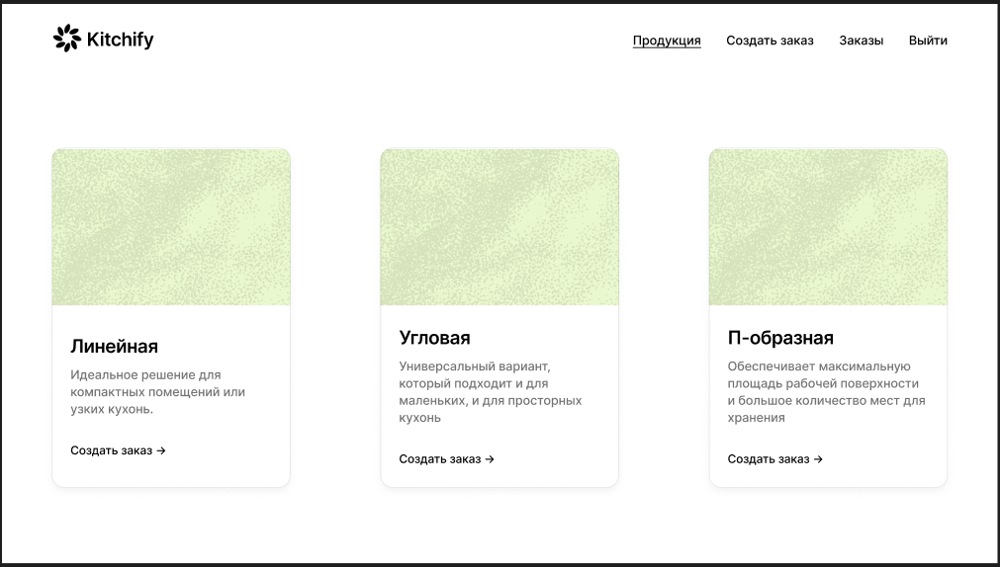 Kitchify
Продукция
Создать заказ
Заказы
Выйти
Линейная
Идеальное решение для
компактных помещений или
узких кухонь.
Создать заказ →
Угловая
Универсальный вариант,
который подходит и для
маленьких, и для просторных
кухонь
Создать заказ →
П-образная
Обеспечивает максимальную
площадь рабочей поверхности
и большое количество мест для
хранения
Создать заказ →